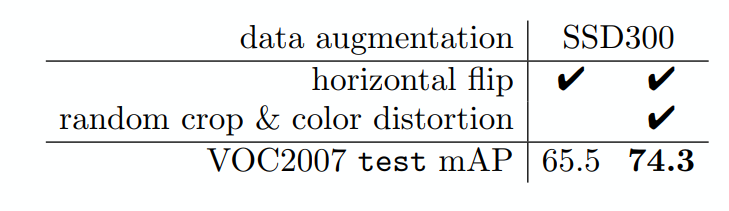 data augmentation SSD300
horizontal flip ✔ ✔
random crop & color distortion ✔
VOC2007 test mAP 65.5 74.3